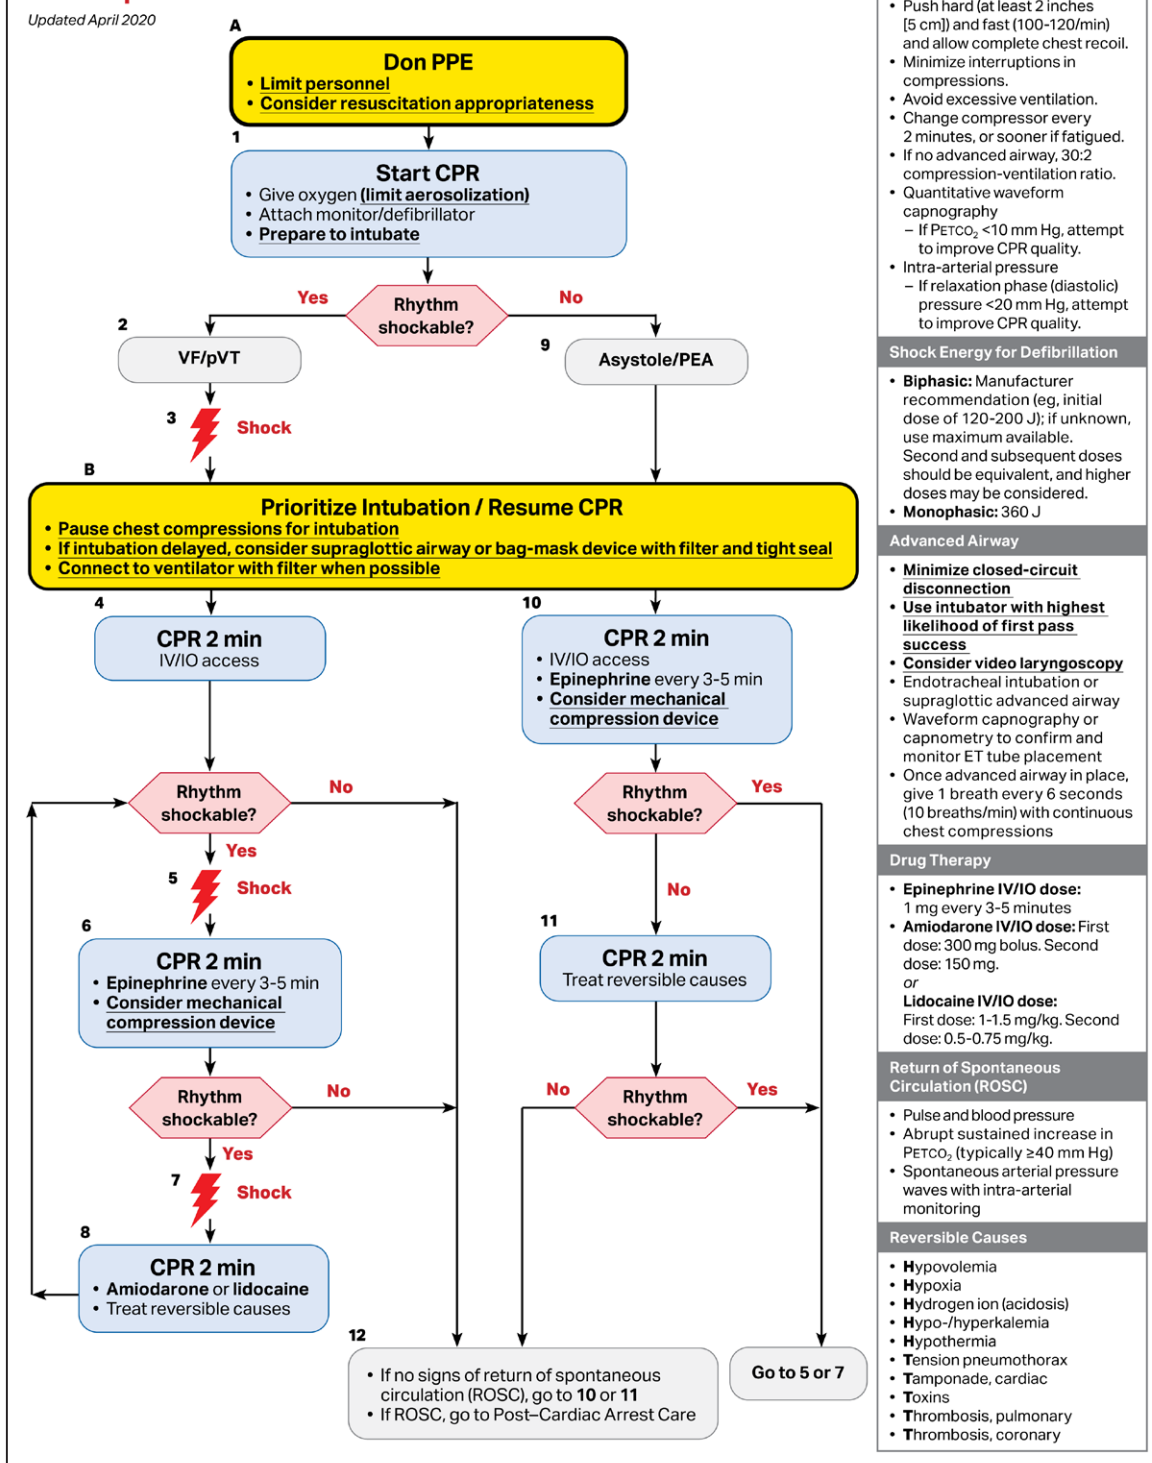 Updated April 2020
A
Don PPE
• Limit personnel
• Consider resuscitation appropriateness
1
Start CPR
• Give oxygen (limit aerosolization)
• Attach monitor/defibrillator
• Prepare to intubate
Yes
Rhythm
shockable?
No
2
VF/pVT
9
Asystole/PEA
3
Shock
B
Prioritize Intubation / Resume CPR
• Pause chest compressions for intubation
• If intubation delayed, consider supraglottic airway or bag-mask device with filter and tight seal
• Connect to ventilator with filter when possible
4
CPR 2 min
IV/IO access
10
CPR 2 min
• IV/IO access
• Epinephrine every 3-5 min
• Consider mechanical
compression device
Rhythm
shockable?
No
Yes
5
Shock
6
CPR 2 min
• Epinephrine every 3-5 min
• Consider mechanical
compression device
Rhythm
shockable?
No
Yes
7
Shock
8
CPR 2 min
• Amiodarone or lidocaine
• Treat reversible causes
Rhythm
shockable?
Yes
No
11
CPR 2 min
Treat reversible causes
No
Rhythm
shockable?
Yes
12
• If no signs of return of spontaneous
circulation (ROSC), go to 10 or 11
• If ROSC, go to Post–Cardiac Arrest Care
Go to 5 or 7
• Push hard (at least 2 inches
[5 cm]) and fast (100-120/min)
and allow complete chest recoil.
• Minimize interruptions in
compressions.
• Avoid excessive ventilation.
• Change compressor every
2 minutes, or sooner if fatigued.
• If no advanced airway, 30:2
compression-ventilation ratio.
• Quantitative waveform
capnography
– If PETCO₂ <10 mm Hg, attempt
to improve CPR quality.
• Intra-arterial pressure
– If relaxation phase (diastolic)
pressure <20 mm Hg, attempt
to improve CPR quality.
Shock Energy for Defibrillation
• Biphasic: Manufacturer
recommendation (eg, initial
dose of 120-200 J); if unknown,
use maximum available.
Second and subsequent doses
should be equivalent, and higher
doses may be considered.
• Monophasic: 360 J
Advanced Airway
• Minimize closed-circuit
disconnection
• Use intubator with highest
likelihood of first pass
success
• Consider video laryngoscopy
• Endotracheal intubation or
supraglottic advanced airway
• Waveform capnography or
capnometry to confirm and
monitor ET tube placement
• Once advanced airway in place,
give 1 breath every 6 seconds
(10 breaths/min) with continuous
chest compressions
Drug Therapy
• Epinephrine IV/IO dose:
1 mg every 3-5 minutes
• Amiodarone IV/IO dose: First
dose: 300 mg bolus. Second
dose: 150 mg.
or
Lidocaine IV/IO dose:
First dose: 1-1.5 mg/kg. Second
dose: 0.5-0.75 mg/kg.
Return of Spontaneous
Circulation (ROSC)
• Pulse and blood pressure
• Abrupt sustained increase in
PETCO₂ (typically ≥40 mm Hg)
• Spontaneous arterial pressure
waves with intra-arterial
monitoring
Reversible Causes
• Hypovolemia
• Hypoxia
• Hydrogen ion (acidosis)
• Hypo-/hyperkalemia
• Hypothermia
• Tension pneumothorax
• Tamponade, cardiac
• Toxins
• Thrombosis, pulmonary
• Thrombosis, coronary